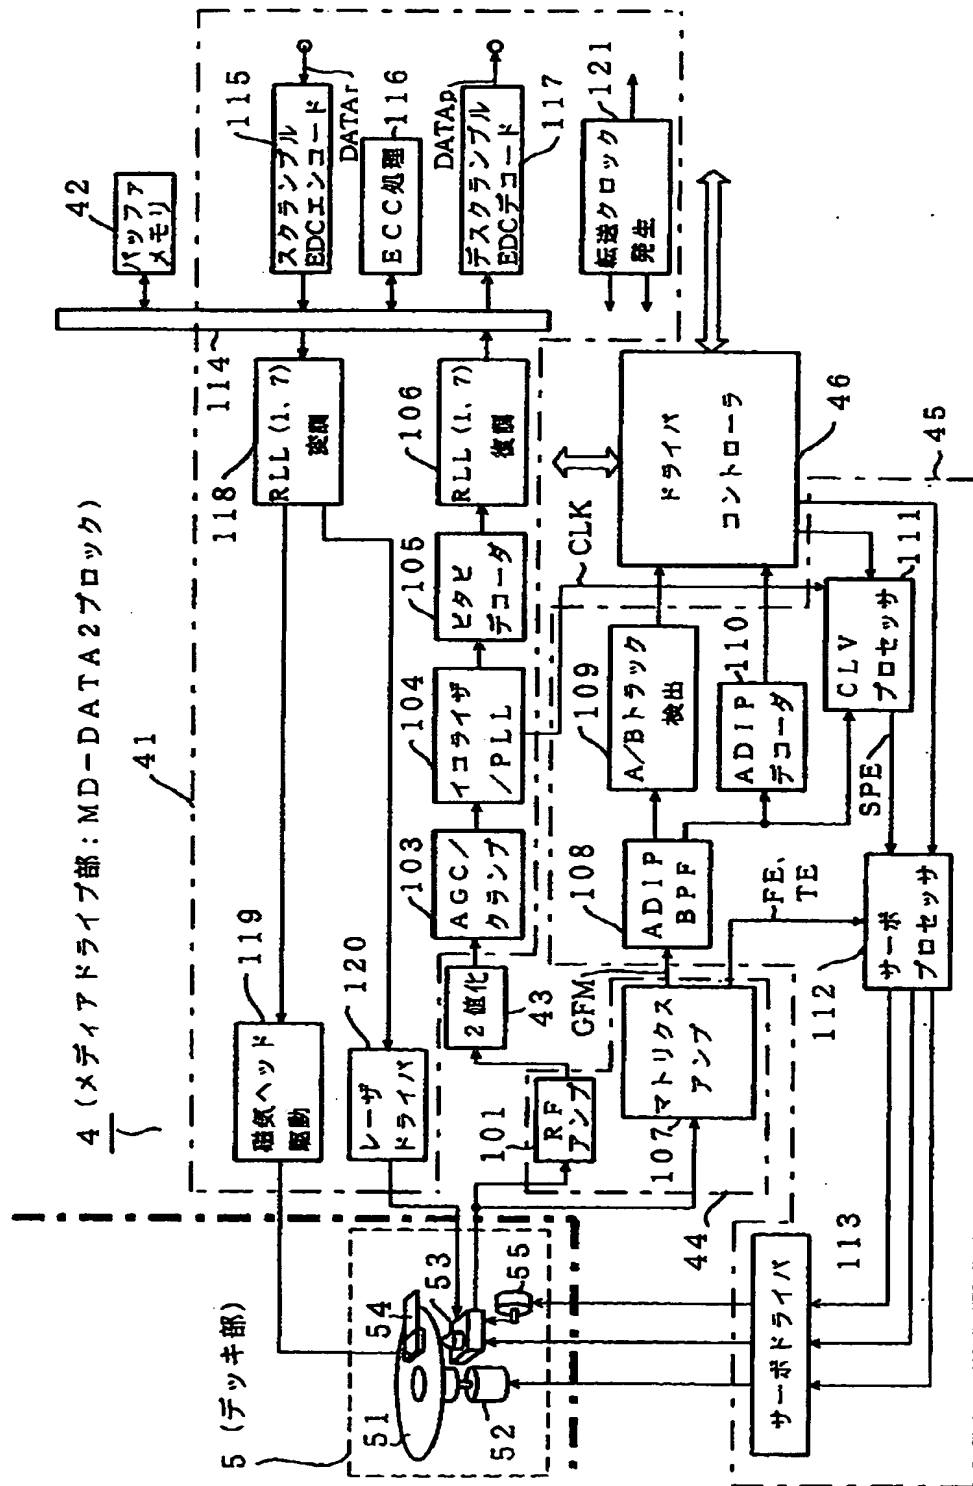 4 (メディアドライブ部:MD-DATA2ブロック)
41
5 (デッキ部)
51
52
53
54
55
119
磁気ヘッド
駆動
120
レーザ
ドライバ
118
RLL (1、7)
変調
114
42
バッファ
メモリ
115
スクランブル
EDCエンコード
DATAr
ECC処理
116
DATAp
デスクランブル
EDCデコード
117
転送クロック
発生
121
101
RF
アンプ
2値化
43
103
AGC/
クランプ
104
イコライザ
/PLL
105
ビタビ
デコーダ
106
RLL (1、7)
復調
CLK
44
107
マトリクス
アンプ
GFM
108
ADIP
BPF
109
A/Bトラック
検出
110
ADIP
デコーダ
ドライバ
コントローラ
46
45
111
CLV
プロセッサ
SPE
FE、
TE
112
サーボ
プロセッサ
113
サーボドライバ